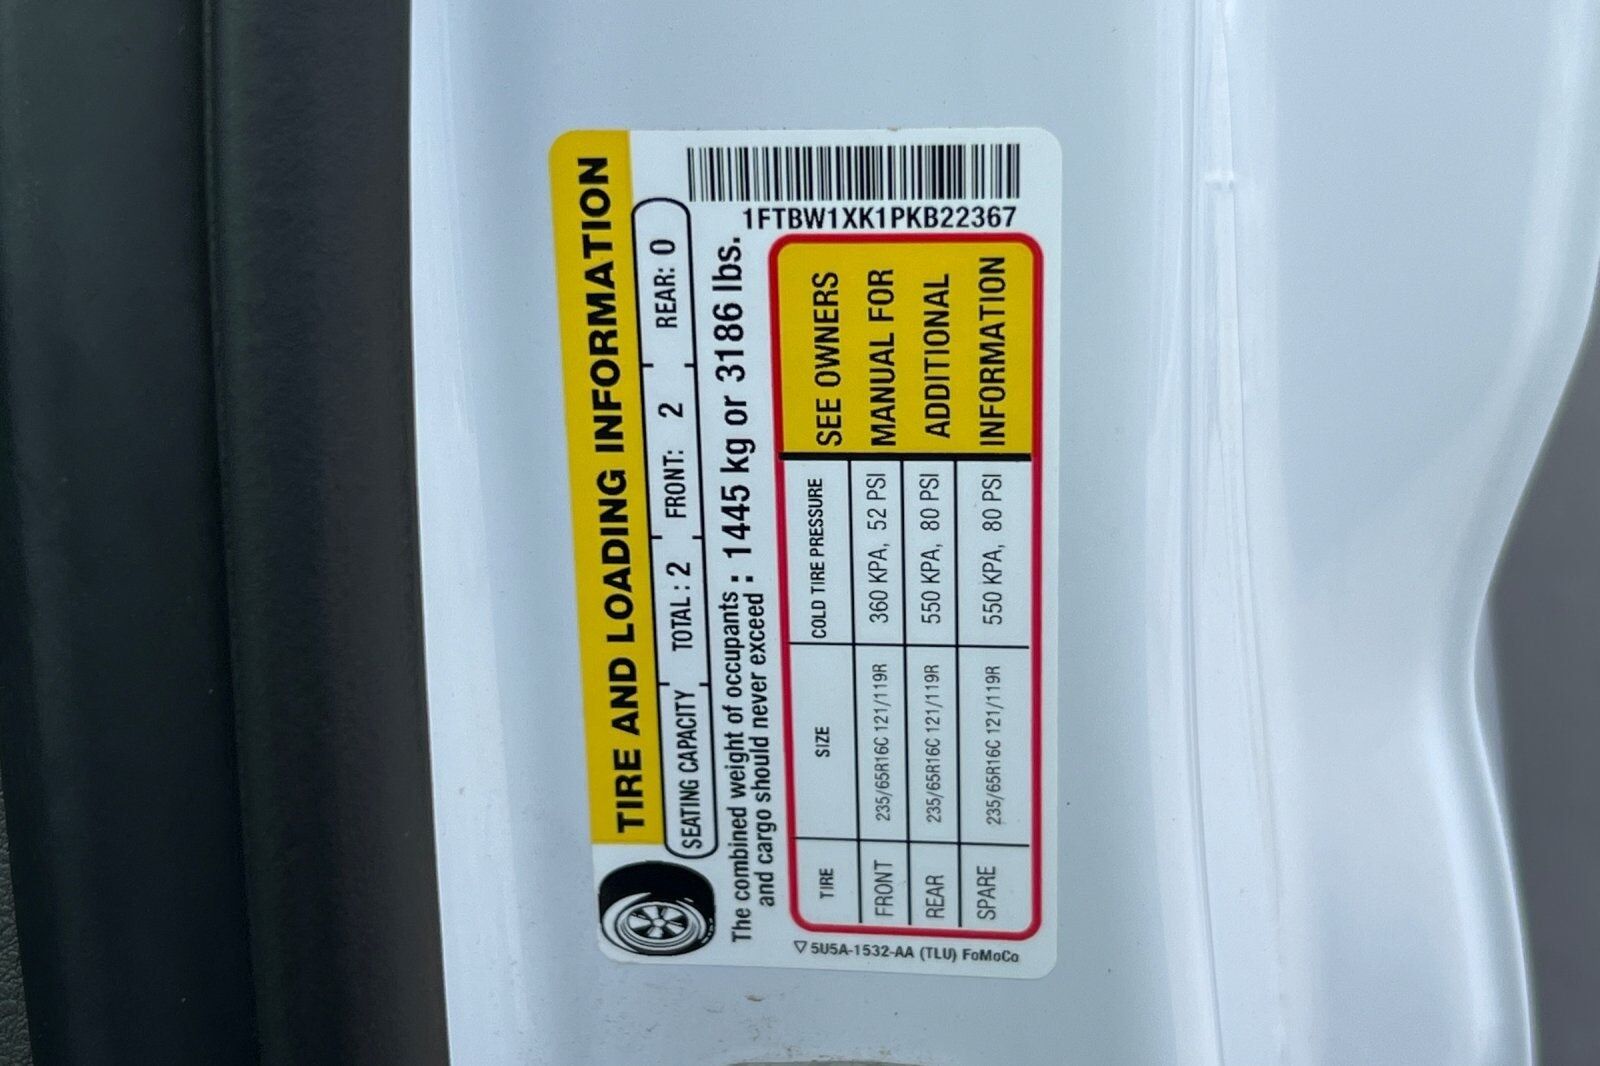 1FTBW1XK1PKB22367
TIRE AND LOADING INFORMATION
SEATING CAPACITY TOTAL : 2 FRONT: 2 REAR: 0
The combined weight of occupants
and cargo should never exceed : 1445 kg or 3186 lbs.
TIRE SIZE COLD TIRE PRESSURE
FRONT 235/65R16C 121/119R 360 KPA, 52 PSI
REAR 235/65R16C 121/119R 550 KPA, 80 PSI
SPARE 235/65R16C 121/119R 550 KPA, 80 PSI
SEE OWNERS
MANUAL FOR
ADDITIONAL
INFORMATION
5U5A-1532-AA (TLU) FoMoCo